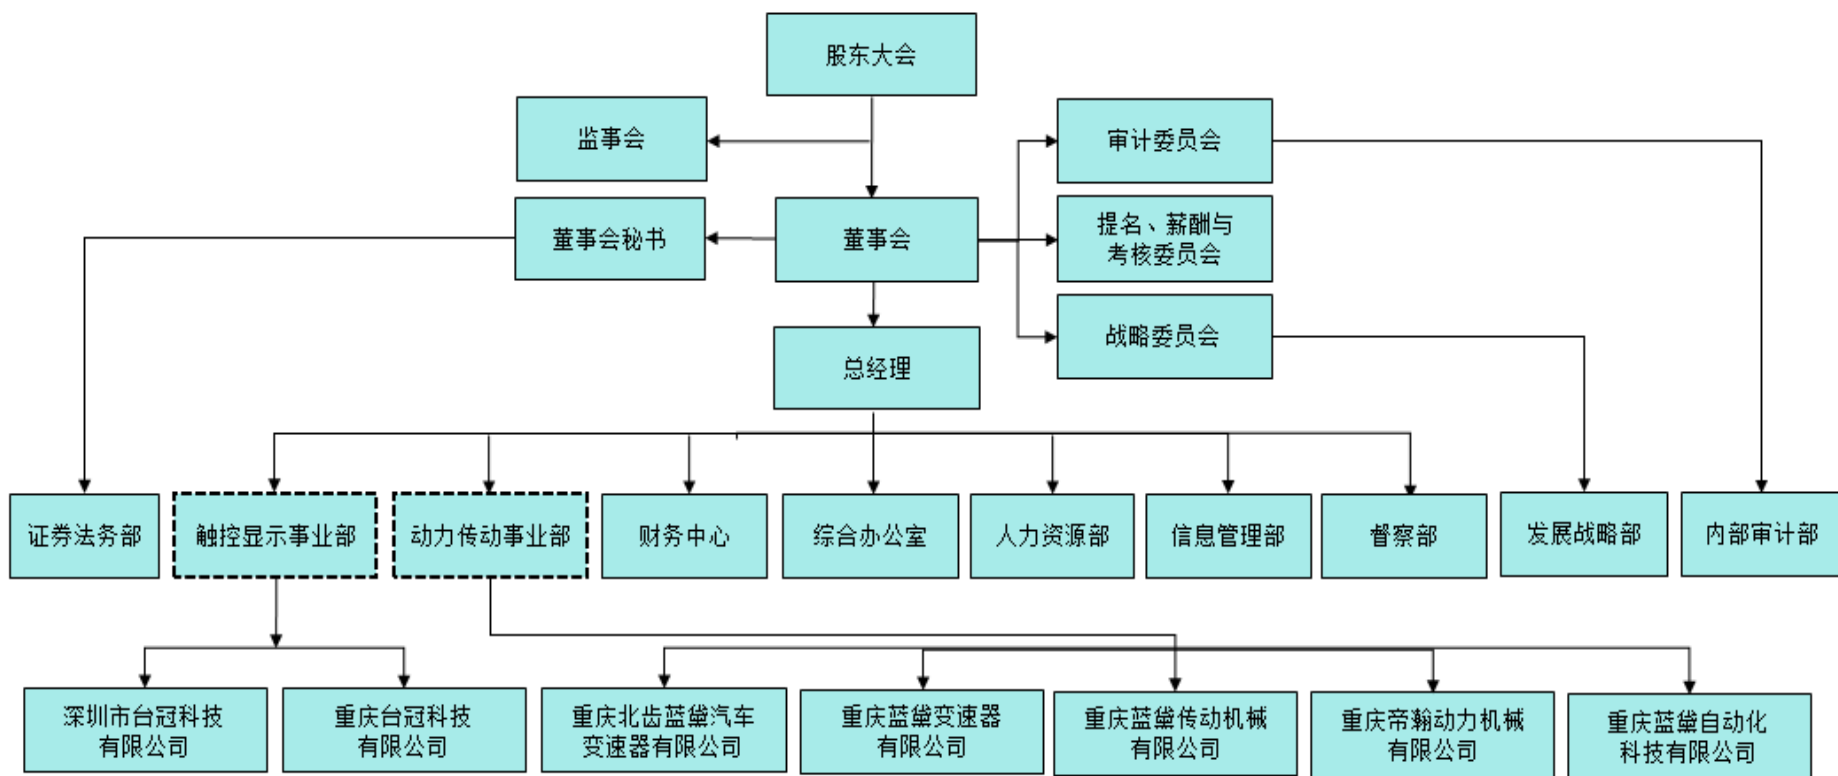 股东大会
监事会
审计委员会
董事会秘书
董事会
提名、薪酬与
考核委员会
战略委员会
总经理
证券法务部
触控显示事业部
动力传动事业部
财务中心
综合办公室
人力资源部
信息管理部
督察部
发展战略部
内部审计部
深圳市台冠科技
有限公司
重庆台冠科技
有限公司
重庆北齿蓝黛汽车
变速器有限公司
重庆蓝黛变速器
有限公司
重庆蓝黛传动机械
有限公司
重庆帝瀚动力机械
有限公司
重庆蓝黛自动化
科技有限公司